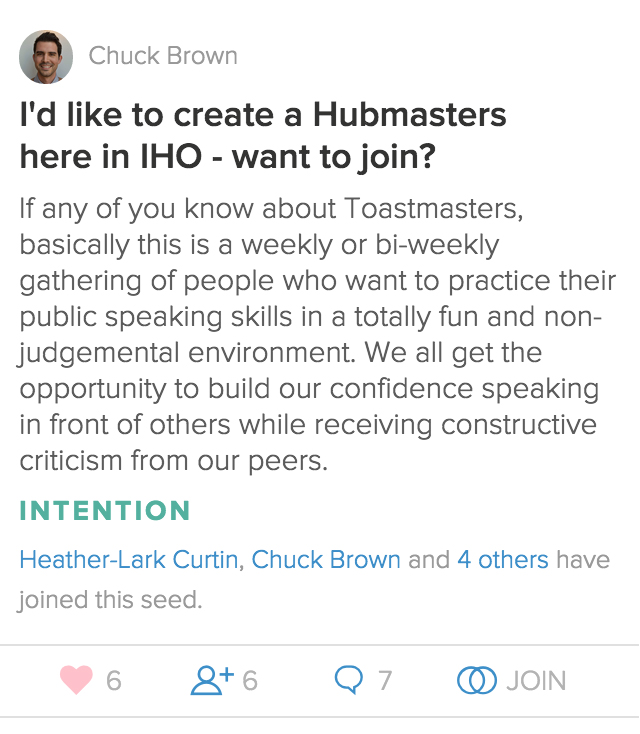 Chuck Brown
I'd like to create a Hubmasters
here in IHO - want to join?
If any of you know about Toastmasters,
basically this is a weekly or bi-weekly
gathering of people who want to practice their
public speaking skills in a totally fun and non-
judgemental environment. We all get the
opportunity to build our confidence speaking
in front of others while receiving constructive
criticism from our peers.
INTENTION
Heather-Lark Curtin, Chuck Brown and 4 others have
joined this seed.
6 6 7 JOIN